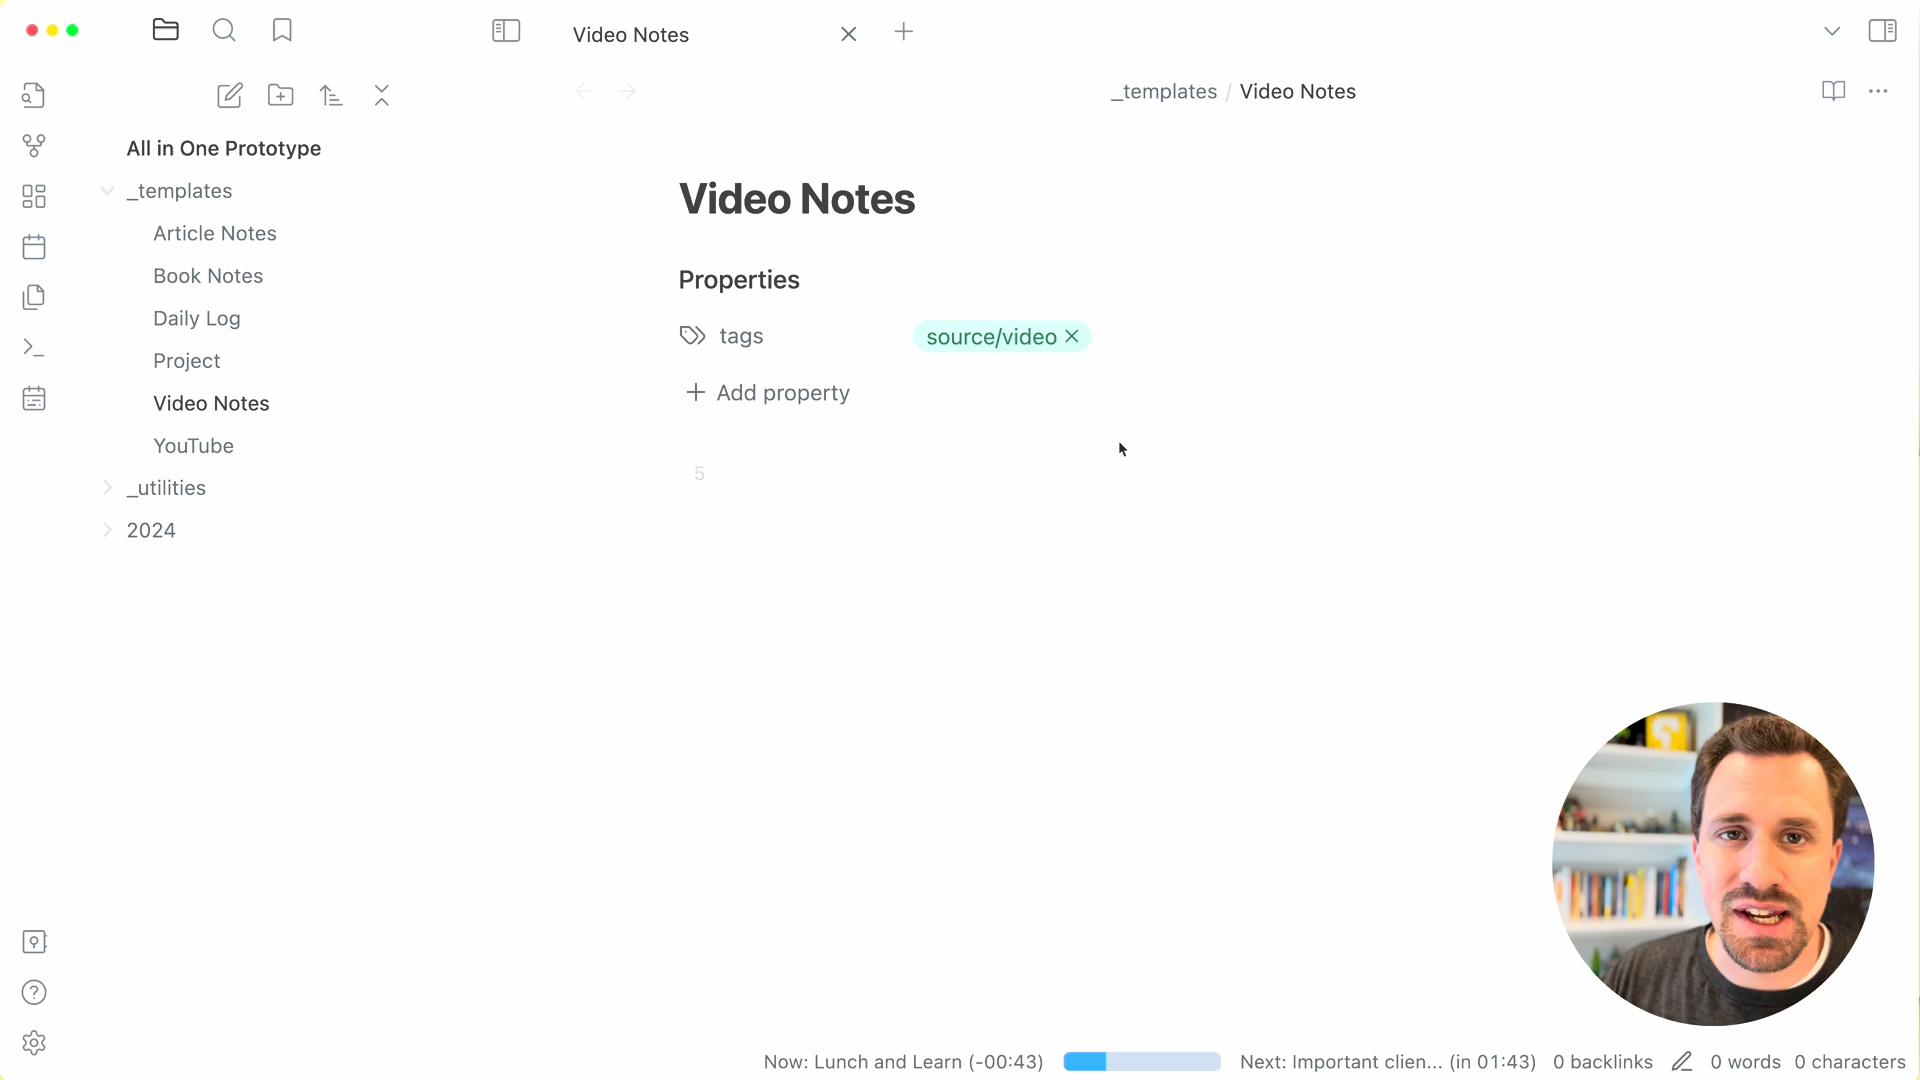 Video Notes
_templates / Video Notes
All in One Prototype
_templates
Article Notes
Book Notes
Daily Log
Project
Video Notes
YouTube
_utilities
2024
Video Notes
Properties
tags
source/video
Add property
5
Now: Lunch and Learn (-00:43)
Next: Important clien... (in 01:43)
0 backlinks
0 words
0 characters